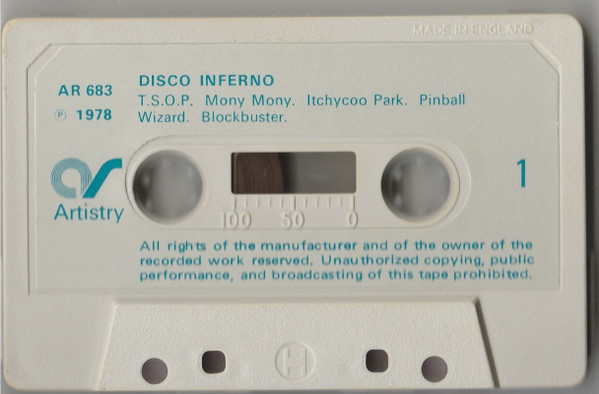 MADE IN ENGLAND
AR 683
DISCO INFERNO
T.S.O.P. Mony Mony. Itchycoo Park. Pinball
℗ 1978
Wizard. Blockbuster.
1
Artistry
100 50 0
All rights of the manufacturer and of the owner of the
recorded work reserved. Unauthorized copying, public
performance, and broadcasting of this tape prohibited.
H